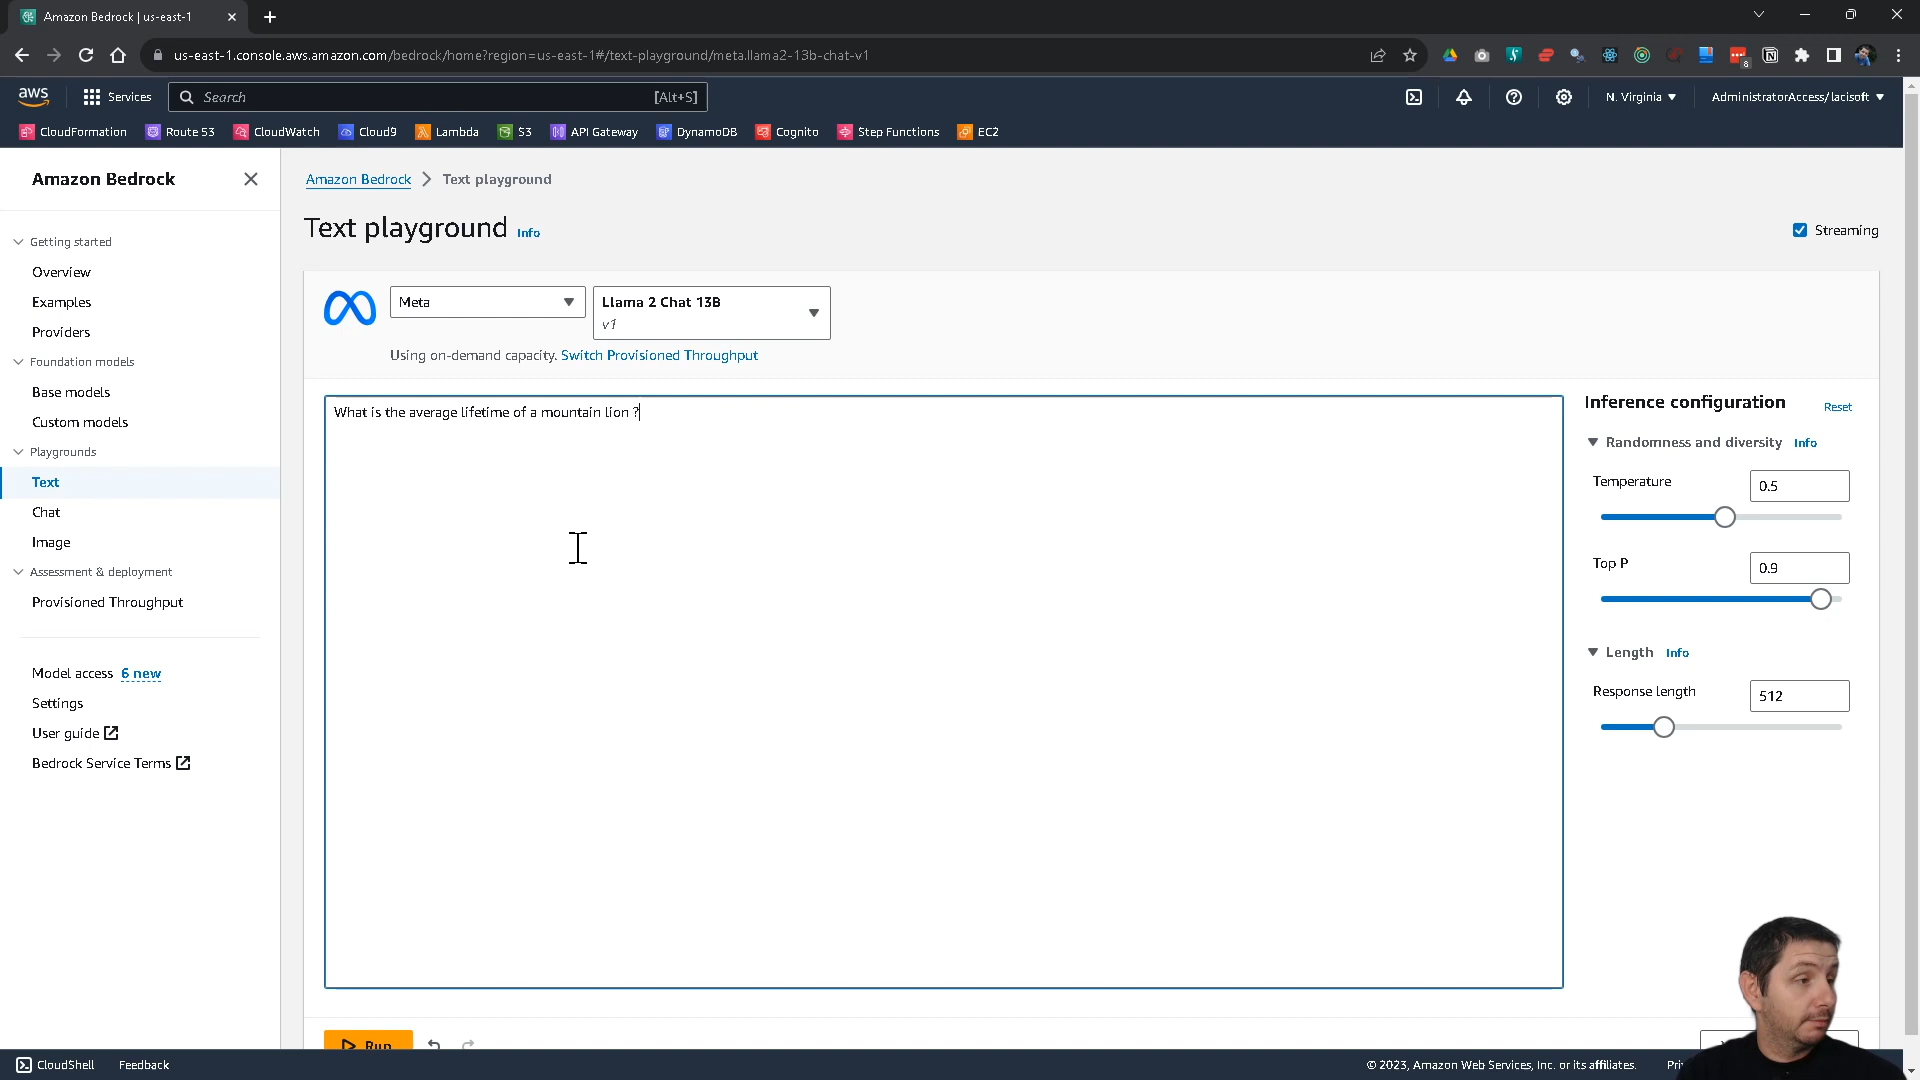 Amazon Bedrock | us-east-1
us-east-1.console.aws.amazon.com/bedrock/home?region=us-east-1#/text-playground/meta.llama2-13b-chat-v1
8
aws Services Search [Alt+S] N. Virginia AdministratorAccess/lacisoft
CloudFormation Route 53 CloudWatch Cloud9 Lambda S3 API Gateway DynamoDB Cognito Step Functions EC2
Amazon Bedrock
Getting started
Overview
Examples
Providers
Foundation models
Base models
Custom models
Playgrounds
Text
Chat
Image
Assessment & deployment
Provisioned Throughput
Model access 6 new
Settings
User guide
Bedrock Service Terms
Amazon Bedrock > Text playground
Text playground Info
Streaming
Meta
Llama 2 Chat 13B
v1
Using on-demand capacity. Switch Provisioned Throughput
What is the average lifetime of a mountain lion ?
Inference configuration Reset
Randomness and diversity Info
Temperature 0.5
Top P 0.9
Length Info
Response length 512
Run
CloudShell Feedback
© 2023, Amazon Web Services, Inc. or its affiliates.